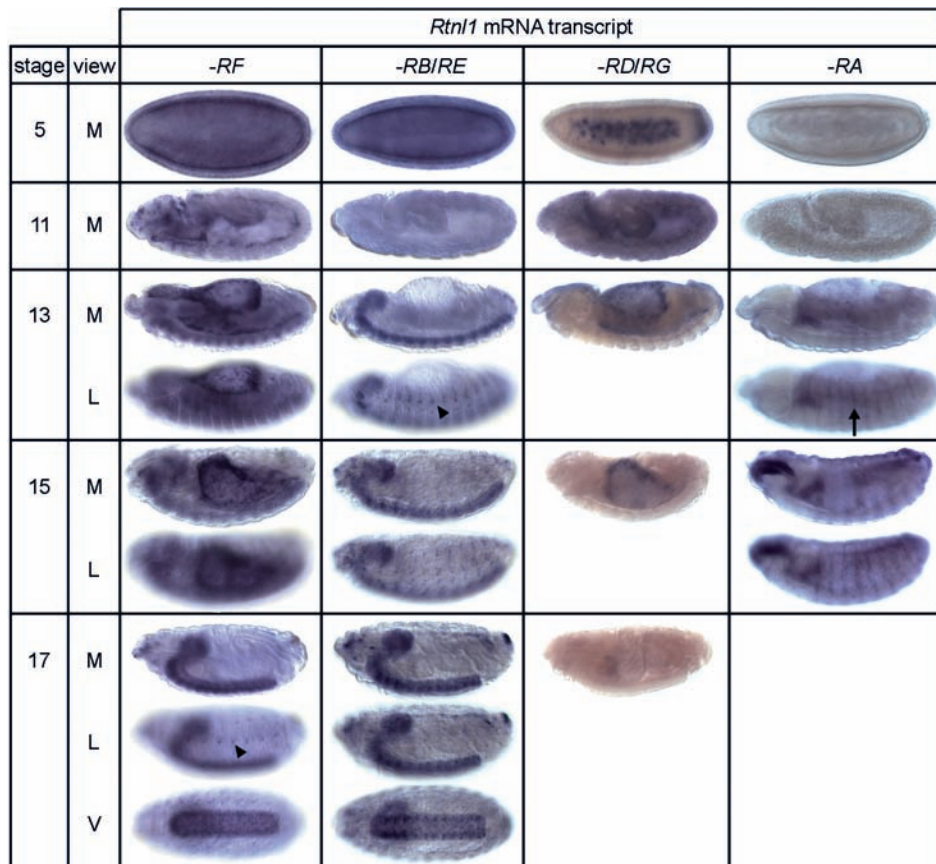 Rtnl1 mRNA transcript
stage view -RF -RB/RE -RD/RG -RA
5 M
11 M
13 M
L
15 M
L
17 M
L
V